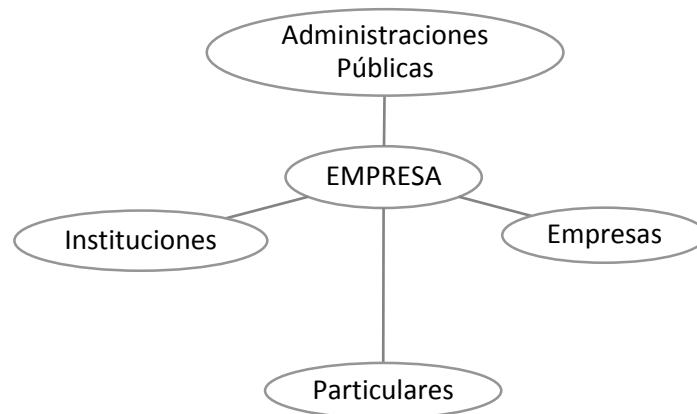 Administraciones
Públicas
EMPRESA
Instituciones
Empresas
Particulares